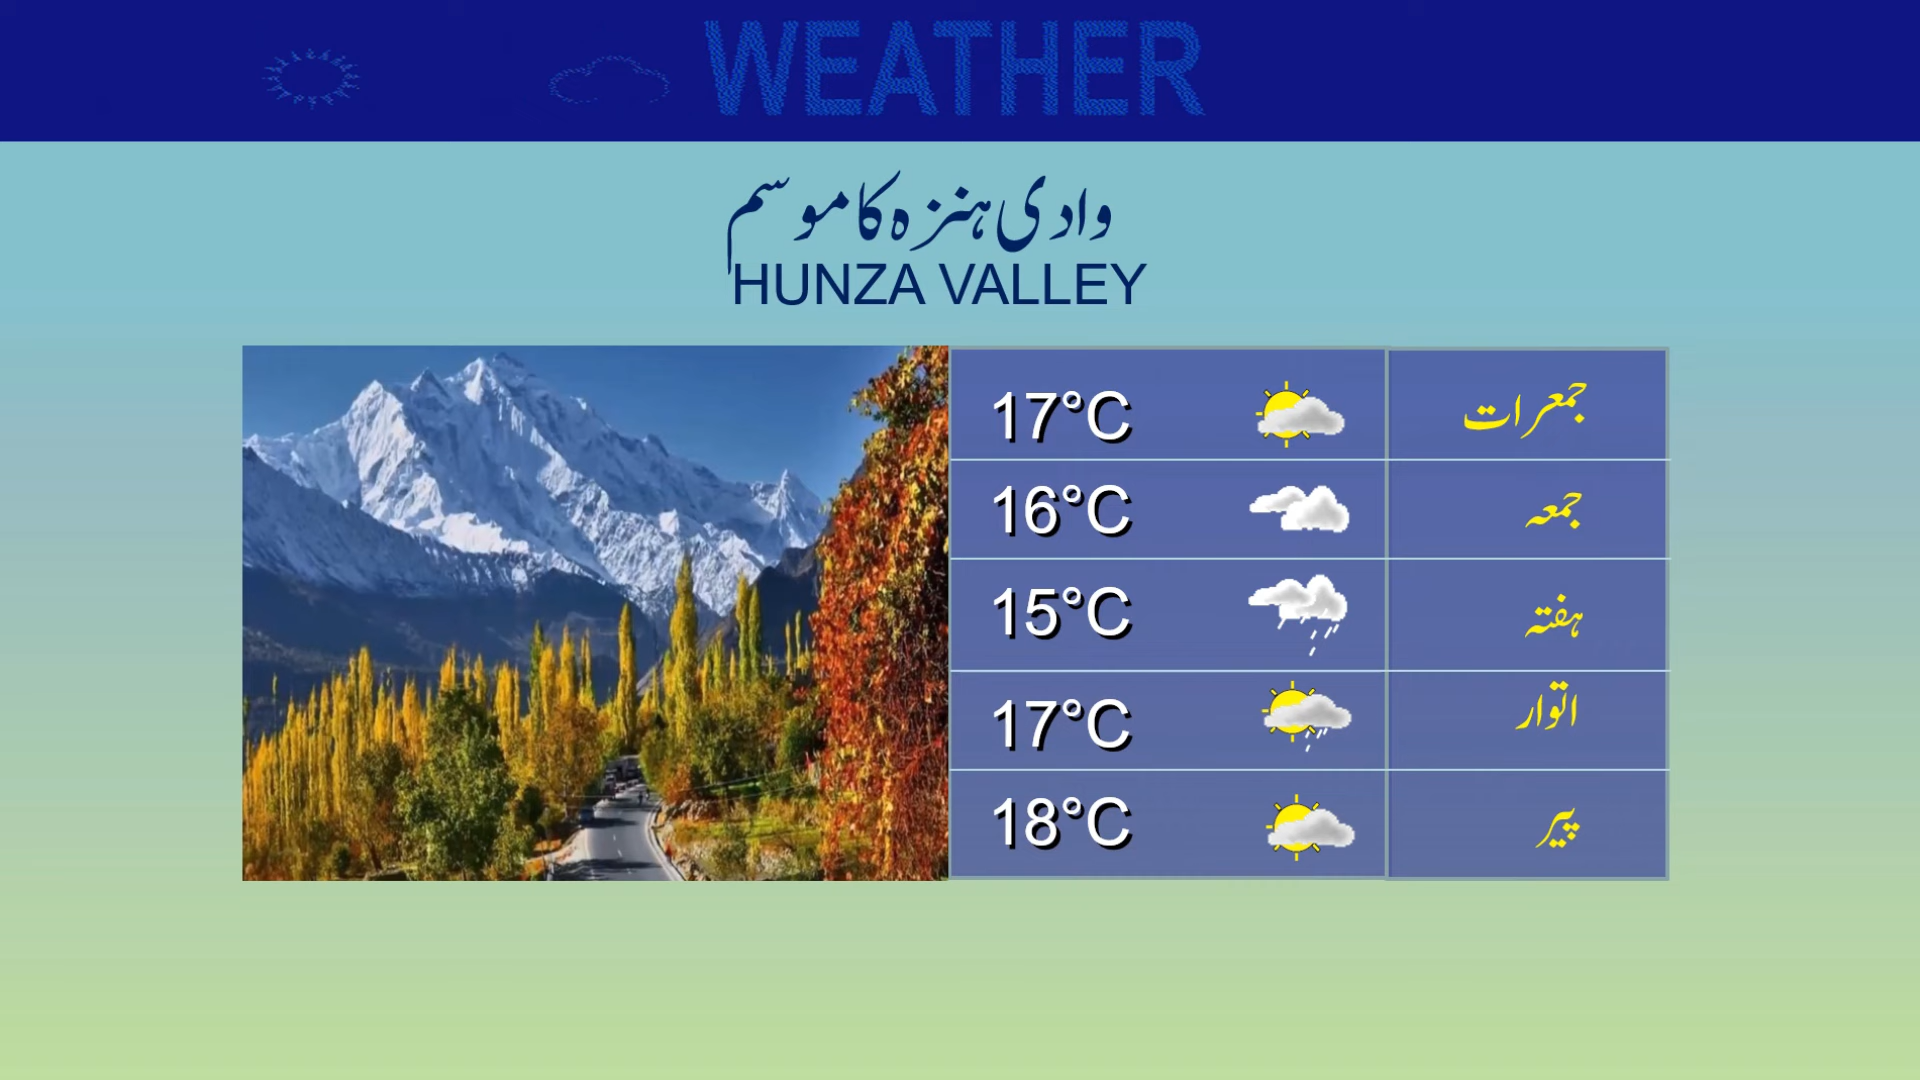 WEATHER
وادی ہنزہ کا موسم
HUNZA VALLEY
17°C جمعرات
16°C جمعہ
15°C ہفتہ
17°C اتوار
18°C پیر